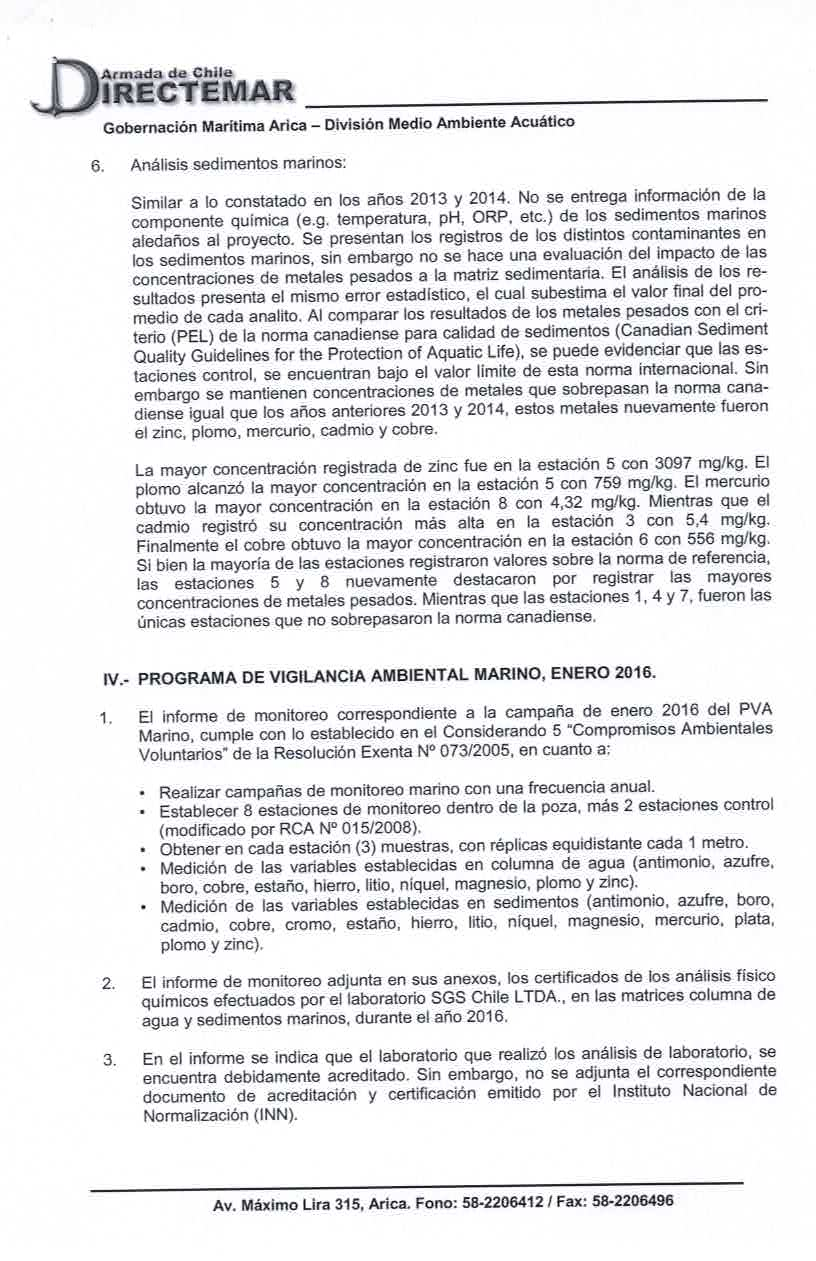 Armada de Chile
DIRECTEMAR
Gobernación Marítima Arica – División Medio Ambiente Acuático
6. Análisis sedimentos marinos:
Similar a lo constatado en los años 2013 y 2014. No se entrega información de la
componente química (e.g. temperatura, pH, ORP, etc.) de los sedimentos marinos
aledaños al proyecto. Se presentan los registros de los distintos contaminantes en
los sedimentos marinos, sin embargo no se hace una evaluación del impacto de las
concentraciones de metales pesados a la matriz sedimentaria. El análisis de los re-
sultados presenta el mismo error estadístico, el cual subestima el valor final del pro-
medio de cada analito. Al comparar los resultados de los metales pesados con el cri-
terio (PEL) de la norma canadiense para calidad de sedimentos (Canadian Sediment
Quality Guidelines for the Protection of Aquatic Life), se puede evidenciar que las es-
taciones control, se encuentran bajo el valor límite de esta norma internacional. Sin
embargo se mantienen concentraciones de metales que sobrepasan la norma cana-
diense igual que los años anteriores 2013 y 2014, estos metales nuevamente fueron
el zinc, plomo, mercurio, cadmio y cobre.
La mayor concentración registrada de zinc fue en la estación 5 con 3097 mg/kg. El
plomo alcanzó la mayor concentración en la estación 5 con 759 mg/kg. El mercurio
obtuvo la mayor concentración en la estación 8 con 4,32 mg/kg. Mientras que el
cadmio registró su concentración más alta en la estación 3 con 5,4 mg/kg.
Finalmente el cobre obtuvo la mayor concentración en la estación 6 con 556 mg/kg.
Si bien la mayoría de las estaciones registraron valores sobre la norma de referencia,
las estaciones 5 y 8 nuevamente destacaron por registrar las mayores
concentraciones de metales pesados. Mientras que las estaciones 1, 4 y 7, fueron las
únicas estaciones que no sobrepasaron la norma canadiense.
IV.- PROGRAMA DE VIGILANCIA AMBIENTAL MARINO, ENERO 2016.
1. El informe de monitoreo correspondiente a la campaña de enero 2016 del PVA
Marino, cumple con lo establecido en el Considerando 5 "Compromisos Ambientales
Voluntarios" de la Resolución Exenta Nº 073/2005, en cuanto a:
• Realizar campañas de monitoreo marino con una frecuencia anual.
• Establecer 8 estaciones de monitoreo dentro de la poza, más 2 estaciones control
(modificado por RCA Nº 015/2008).
• Obtener en cada estación (3) muestras, con réplicas equidistante cada 1 metro.
• Medición de las variables establecidas en columna de agua (antimonio, azufre,
boro, cobre, estaño, hierro, litio, níquel, magnesio, plomo y zinc).
• Medición de las variables establecidas en sedimentos (antimonio, azufre, boro,
cadmio, cobre, cromo, estaño, hierro, litio, níquel, magnesio, mercurio, plata,
plomo y zinc).
2. El informe de monitoreo adjunta en sus anexos, los certificados de los análisis físico
químicos efectuados por el laboratorio SGS Chile LTDA., en las matrices columna de
agua y sedimentos marinos, durante el año 2016.
3. En el informe se indica que el laboratorio que realizó los análisis de laboratorio, se
encuentra debidamente acreditado. Sin embargo, no se adjunta el correspondiente
documento de acreditación y certificación emitido por el Instituto Nacional de
Normalización (INN).
Av. Máximo Lira 315, Arica. Fono: 58-2206412 / Fax: 58-2206496